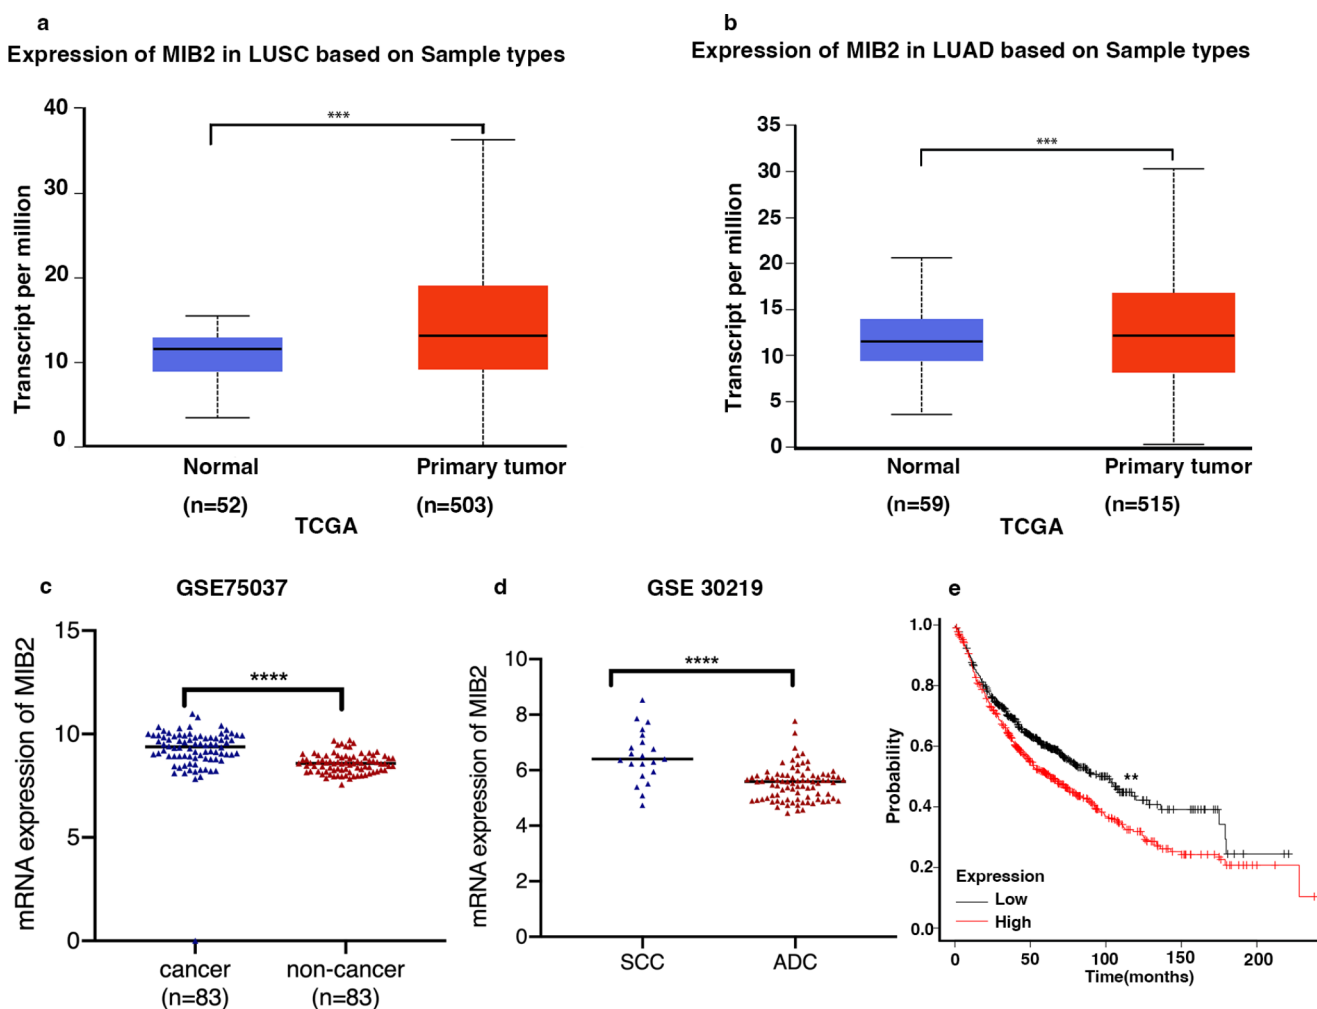 a
Expression of MIB2 in LUSC based on Sample types
Transcript per million
40
30
20
10
0
***
Normal
Primary tumor
(n=52)
(n=503)
TCGA
b
Expression of MIB2 in LUAD based on Sample types
Transcript per million
35
30
25
20
15
10
5
0
***
Normal
Primary tumor
(n=59)
(n=515)
TCGA
c
GSE75037
mRNA expression of MIB2
15
10
5
0
****
cancer
non-cancer
(n=83)
(n=83)
d
GSE 30219
mRNA expression of MIB2
10
8
6
4
2
0
****
SCC
ADC
e
Probability
1.0
0.8
0.6
0.4
0.2
0.0
**
Expression
Low
High
0
50
100
150
200
Time(months)